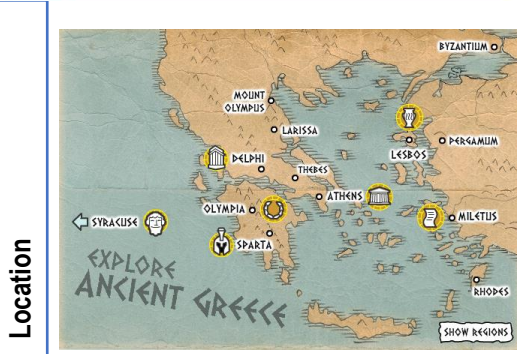 Location
BYZANTIUM
MOUNT
OLYMPUS
LARISSA
PERGAMUM
LESBOS
DELPHI
THEBES
ATHENS
OLYMPIA
MILETUS
SYRACUSE
SPARTA
EXPLORE
ANCIENT GREECE
RHODES
SHOW REGIONS